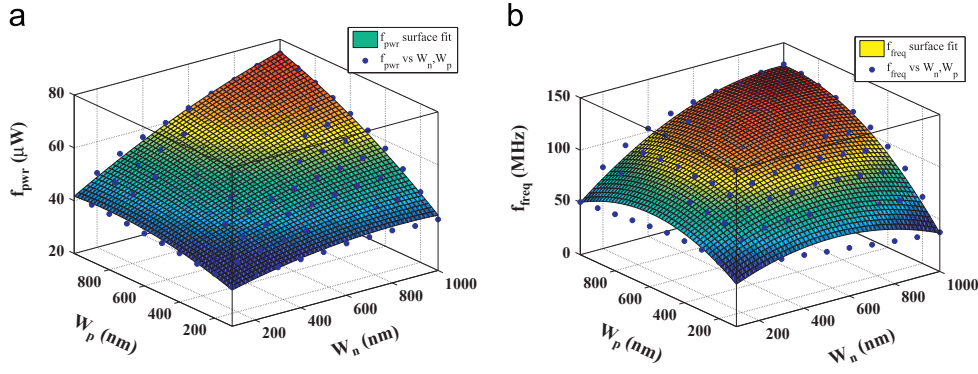 a
f_pwr surface fit
f_pwr vs W_n,W_p
80
60
40
20
f_pwr (μW)
800
600
400
200
W_p (nm)
200
400
600
800
1000
W_n (nm)
b
f_freq surface fit
f_freq vs W_n,W_p
150
100
50
0
f_freq (MHz)
800
600
400
200
W_p (nm)
200
400
600
800
1000
W_n (nm)